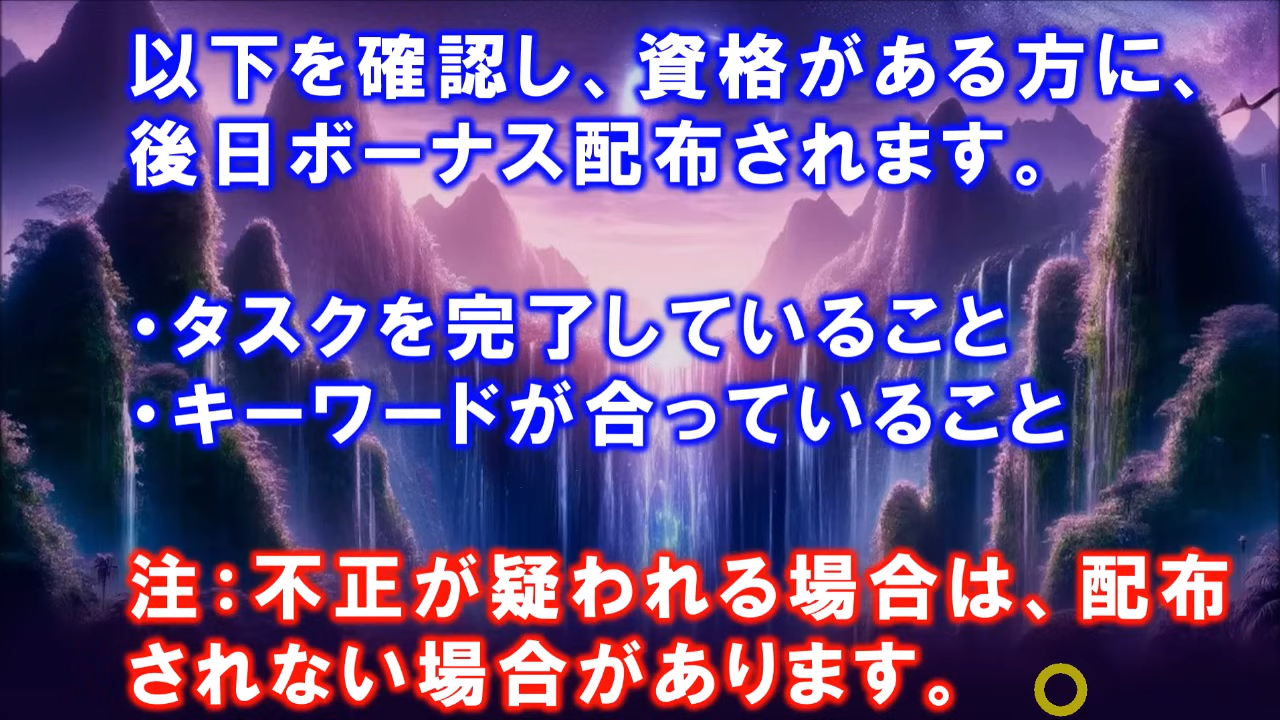 以下を確認し、資格がある方に、
後日ボーナス配布されます。
・タスクを完了していること
・キーワードが合っていること
注：不正が疑われる場合は、配布
されない場合があります。